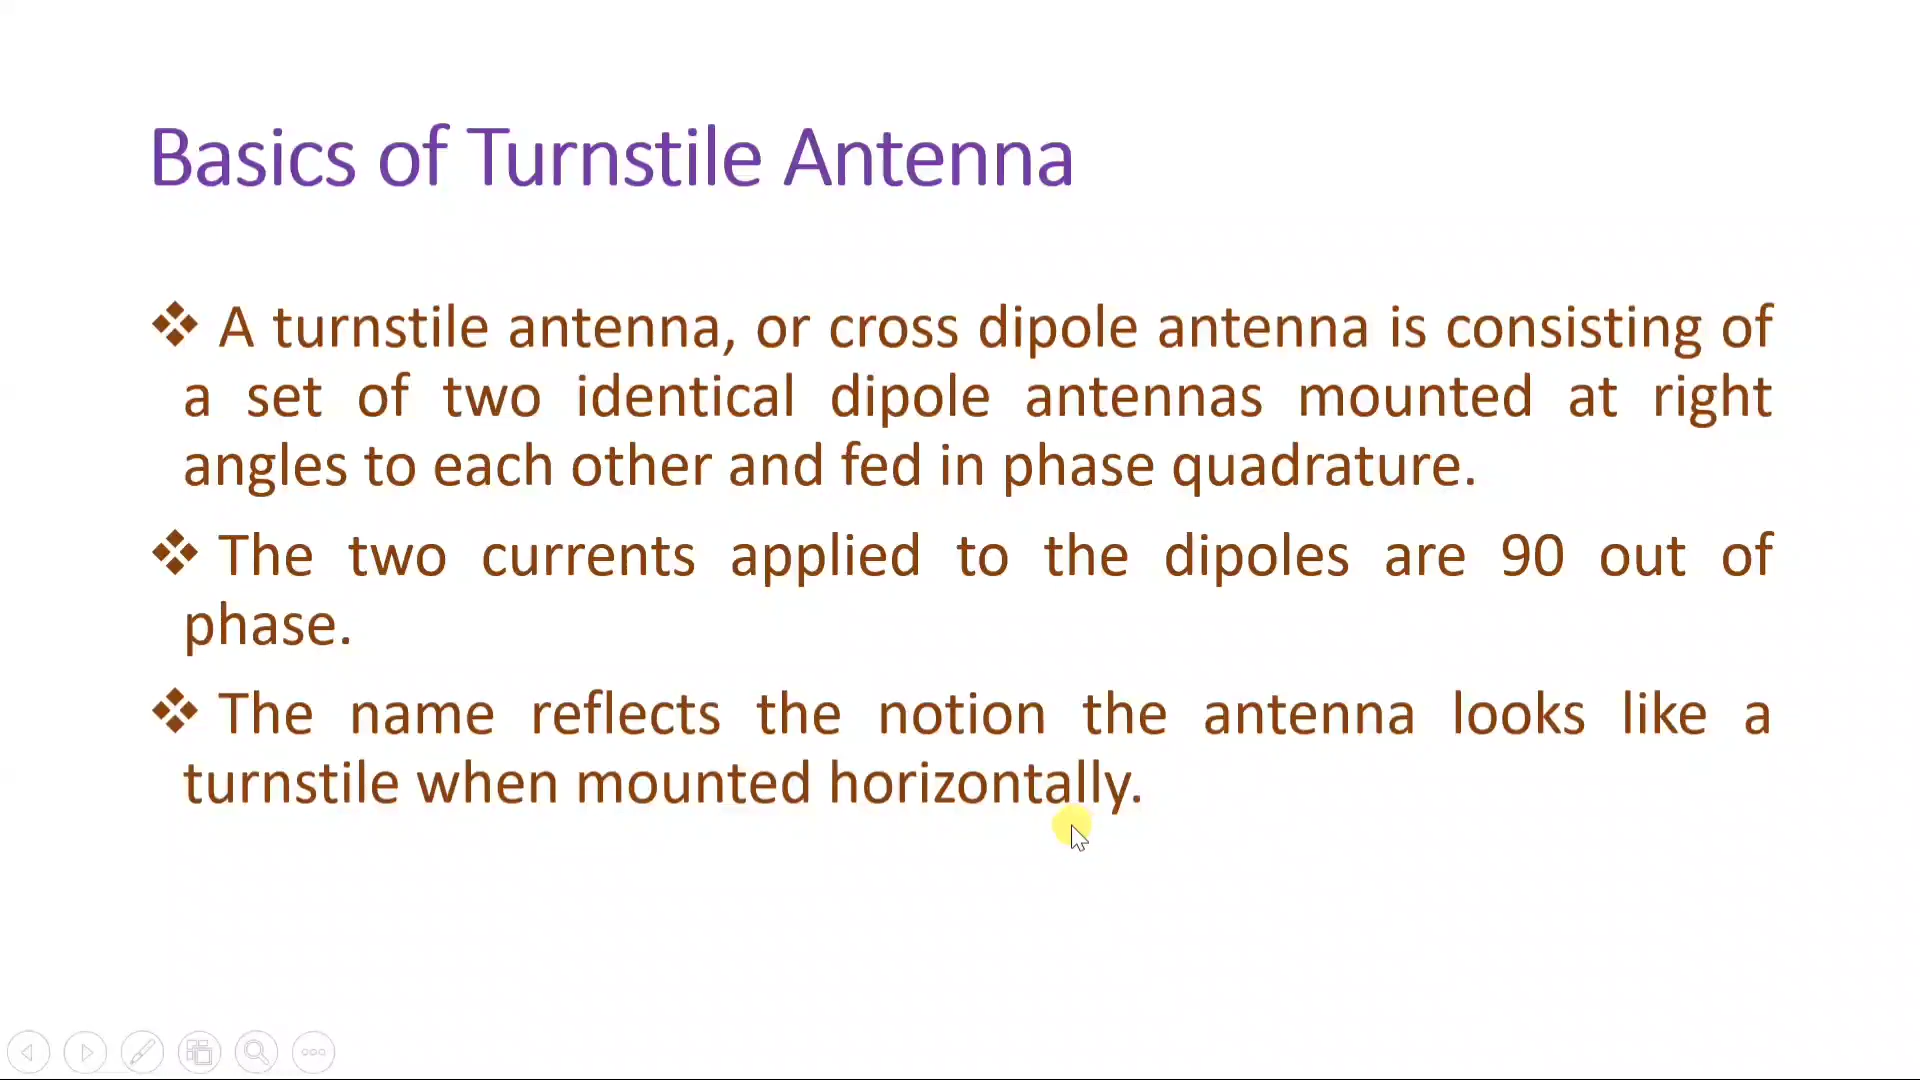 Basics of Turnstile Antenna
❖ A turnstile antenna, or cross dipole antenna is consisting of
a set of two identical dipole antennas mounted at right
angles to each other and fed in phase quadrature.
❖ The two currents applied to the dipoles are 90 out of
phase.
❖ The name reflects the notion the antenna looks like a
turnstile when mounted horizontally.